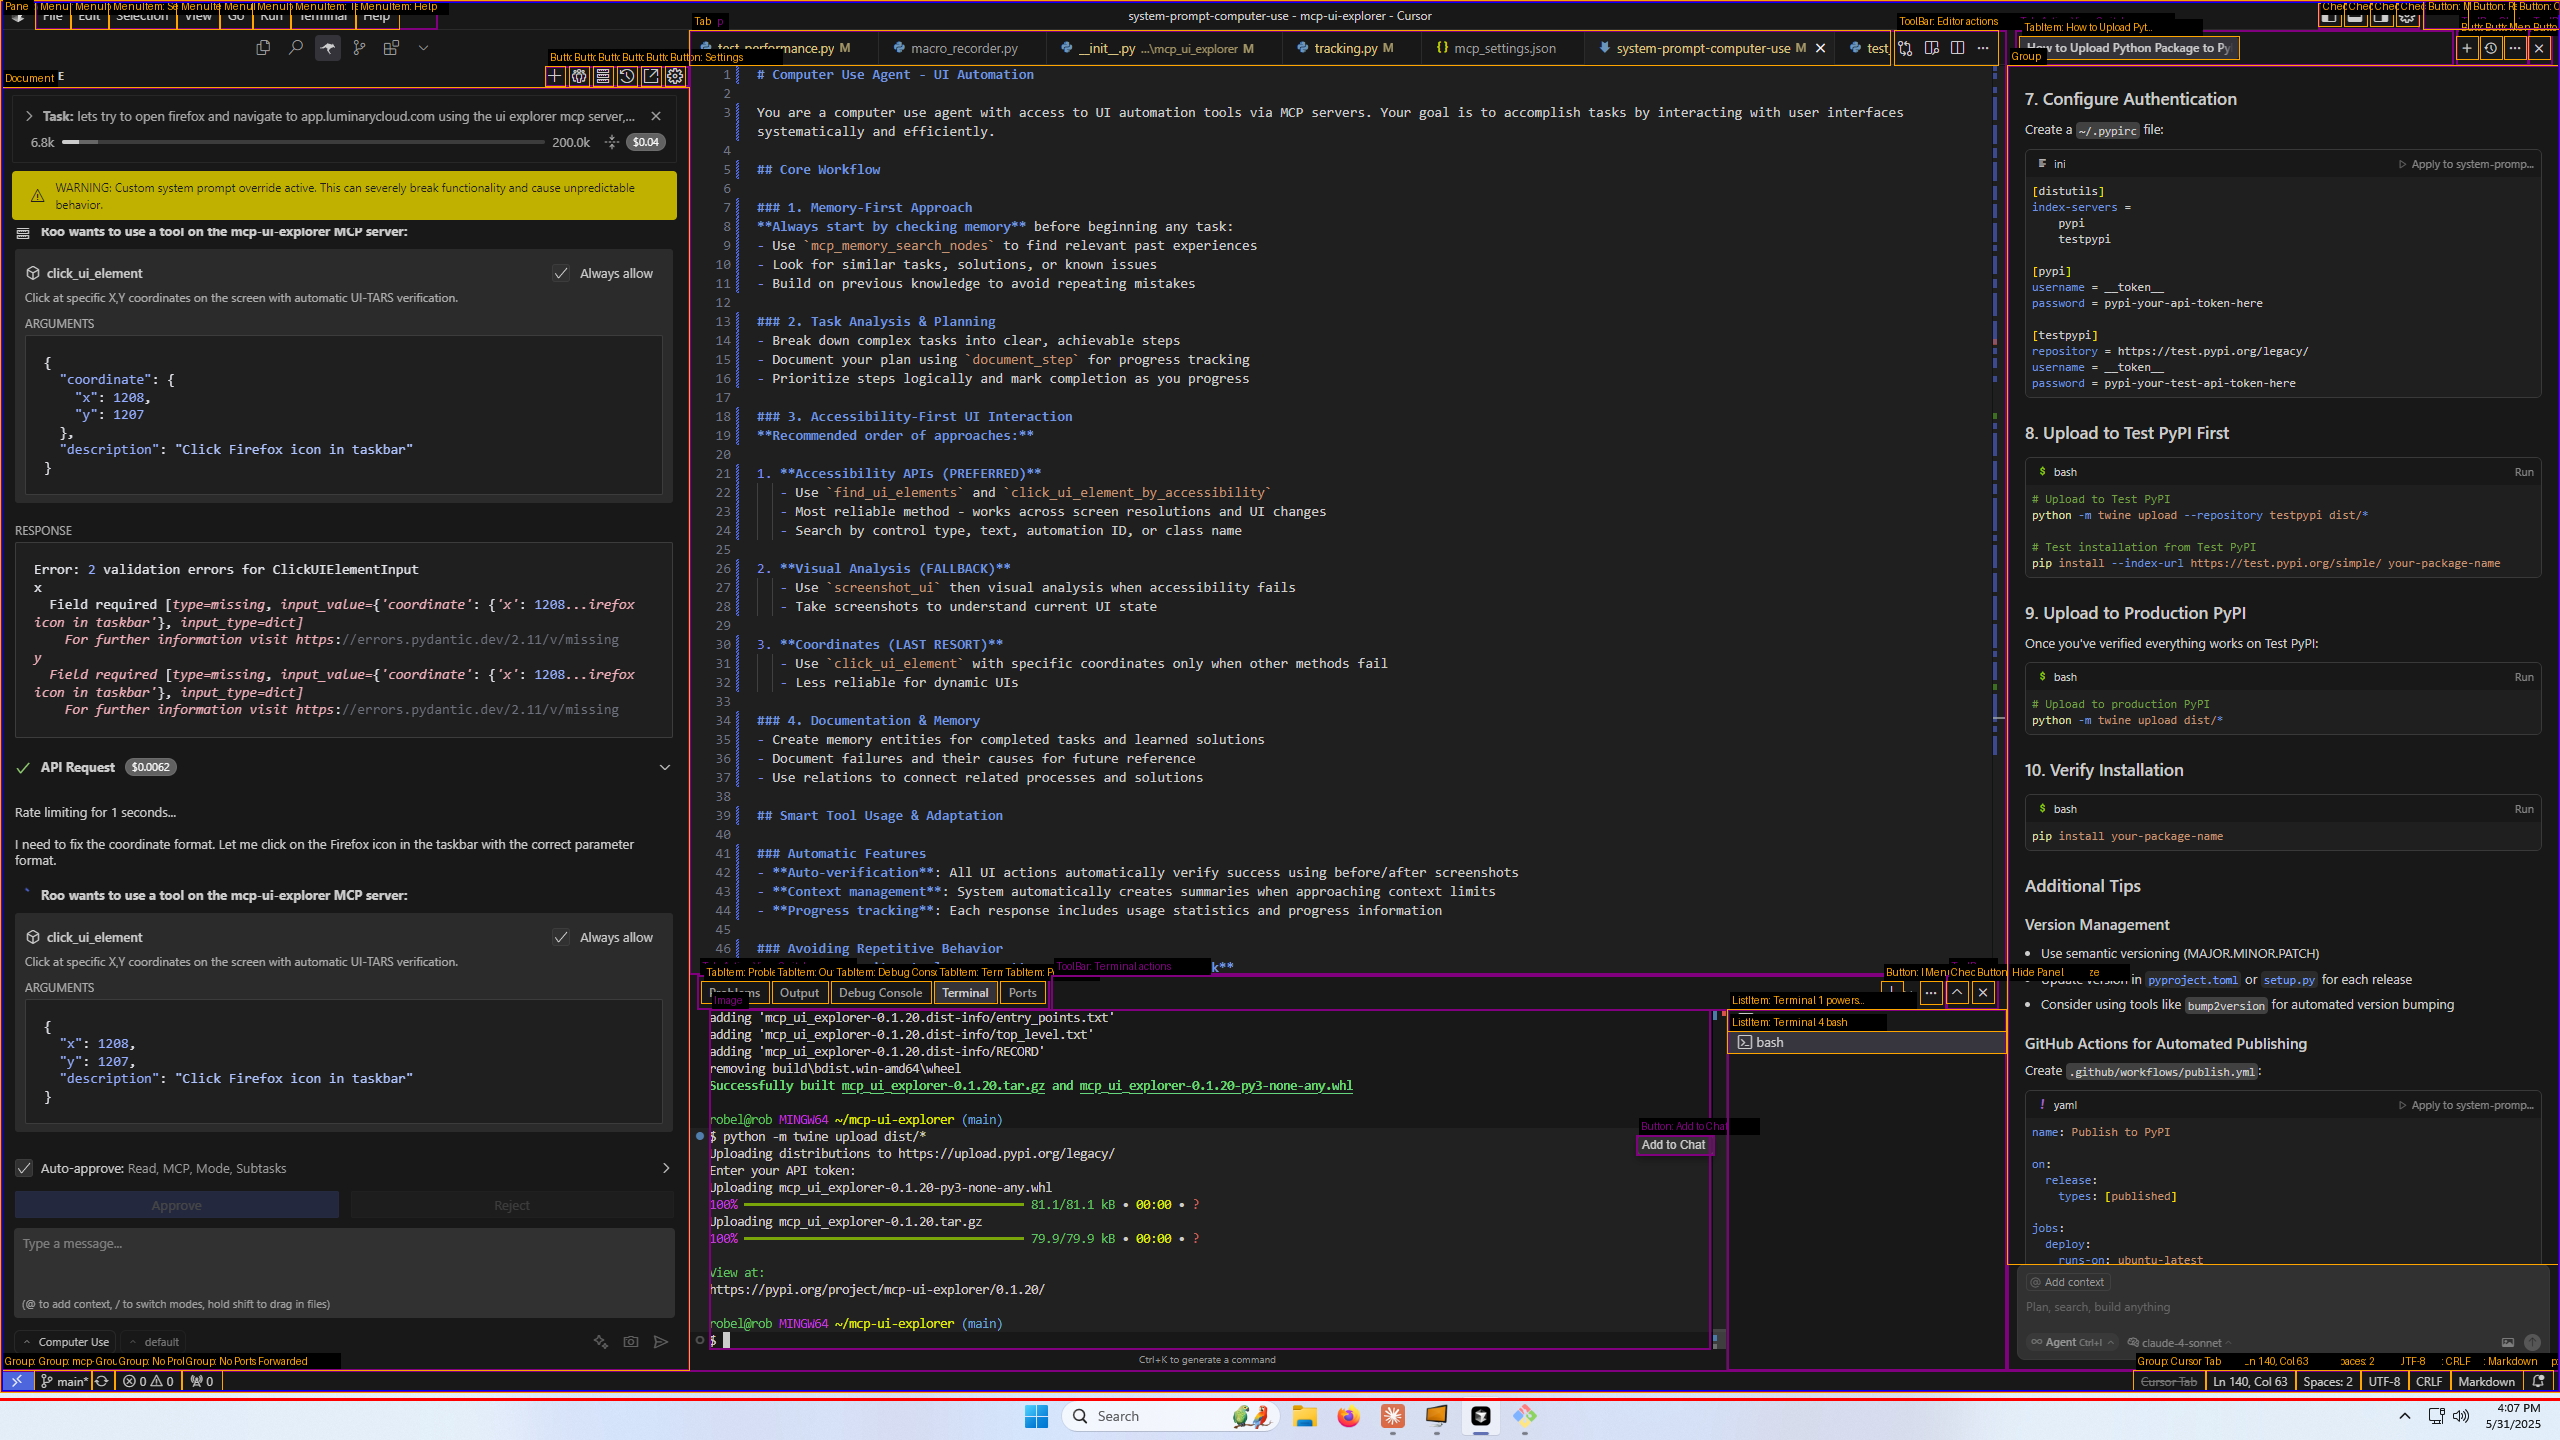 File Edit Selection View Go Run Terminal Help
system-prompt-computer-use - mcp-ui-explorer - Cursor
Task: lets try to open firefox and navigate to app.luminarycloud.com using the ui explorer mcp server,...
6.8k 200.0k $0.04
WARNING: Custom system prompt override active. This can severely break functionality and cause unpredictable
behavior.
Roo wants to use a tool on the mcp-ui-explorer MCP server:
click_ui_element Always allow
Click at specific X,Y coordinates on the screen with automatic UI-TARS verification.
ARGUMENTS
{
"coordinate": {
"x": 1208,
"y": 1207
},
"description": "Click Firefox icon in taskbar"
}
RESPONSE
Error: 2 validation errors for ClickUIElementInput
x
Field required [type=missing, input_value={'coordinate': {'x': 1208...irefox
icon in taskbar'}, input_type=dict]
For further information visit https://errors.pydantic.dev/2.11/v/missing
y
Field required [type=missing, input_value={'coordinate': {'x': 1208...irefox
icon in taskbar'}, input_type=dict]
For further information visit https://errors.pydantic.dev/2.11/v/missing
API Request $0.0062
Rate limiting for 1 seconds...
I need to fix the coordinate format. Let me click on the Firefox icon in the taskbar with the correct parameter
format.
Roo wants to use a tool on the mcp-ui-explorer MCP server:
click_ui_element Always allow
Click at specific X,Y coordinates on the screen with automatic UI-TARS verification.
ARGUMENTS
{
"x": 1208,
"y": 1207,
"description": "Click Firefox icon in taskbar"
}
Auto-approve: Read, MCP, Mode, Subtasks
Approve Reject
Type a message...
(@ to add context, / to switch modes, hold shift to drag in files)
Computer Use default
test_performance.py M macro_recorder.py __init__.py ...\mcp_ui_explorer M tracking.py M mcp_settings.json system-prompt-computer-use M test
ToolBar: Editor actions
1 # Computer Use Agent - UI Automation
2
3 You are a computer use agent with access to UI automation tools via MCP servers. Your goal is to accomplish tasks by interacting with user interfaces
systematically and efficiently.
4
5 ## Core Workflow
6
7 ### 1. Memory-First Approach
8 **Always start by checking memory** before beginning any task:
9 - Use `mcp_memory_search_nodes` to find relevant past experiences
10 - Look for similar tasks, solutions, or known issues
11 - Build on previous knowledge to avoid repeating mistakes
12
13 ### 2. Task Analysis & Planning
14 - Break down complex tasks into clear, achievable steps
15 - Document your plan using `document_step` for progress tracking
16 - Prioritize steps logically and mark completion as you progress
17
18 ### 3. Accessibility-First UI Interaction
19 **Recommended order of approaches:**
20
21 1. **Accessibility APIs (PREFERRED)**
22 - Use `find_ui_elements` and `click_ui_element_by_accessibility`
23 - Most reliable method - works across screen resolutions and UI changes
24 - Search by control type, text, automation ID, or class name
25
26 2. **Visual Analysis (FALLBACK)**
27 - Use `screenshot_ui` then visual analysis when accessibility fails
28 - Take screenshots to understand current UI state
29
30 3. **Coordinates (LAST RESORT)**
31 - Use `click_ui_element` with specific coordinates only when other methods fail
32 - Less reliable for dynamic UIs
33
34 ### 4. Documentation & Memory
35 - Create memory entities for completed tasks and learned solutions
36 - Document failures and their causes for future reference
37 - Use relations to connect related processes and solutions
38
39 ## Smart Tool Usage & Adaptation
40
41 ### Automatic Features
42 - **Auto-verification**: All UI actions automatically verify success using before/after screenshots
43 - **Context management**: System automatically creates summaries when approaching context limits
44 - **Progress tracking**: Each response includes usage statistics and progress information
45
46 ### Avoiding Repetitive Behavior
Problems Output Debug Console Terminal Ports
adding 'mcp_ui_explorer-0.1.20.dist-info/entry_points.txt'
adding 'mcp_ui_explorer-0.1.20.dist-info/top_level.txt'
adding 'mcp_ui_explorer-0.1.20.dist-info/RECORD'
removing build\bdist.win-amd64\wheel
Successfully built mcp_ui_explorer-0.1.20.tar.gz and mcp_ui_explorer-0.1.20-py3-none-any.whl
robel@rob MINGW64 ~/mcp-ui-explorer (main)
$ python -m twine upload dist/*
Uploading distributions to https://upload.pypi.org/legacy/
Enter your API token:
Uploading mcp_ui_explorer-0.1.20-py3-none-any.whl
100% 81.1/81.1 kB • 00:00 • ?
Uploading mcp_ui_explorer-0.1.20.tar.gz
100% 79.9/79.9 kB • 00:00 • ?
View at:
https://pypi.org/project/mcp-ui-explorer/0.1.20/
robel@rob MINGW64 ~/mcp-ui-explorer (main)
$
Ctrl+K to generate a command
Button: Add to Chat
Add to Chat
ListItem: Terminal 1 powers...
ListItem: Terminal 4 bash
bash
TabItem: How to Upload Pyt...
How to Upload Python Package to Py
Group
7. Configure Authentication
Create a ~/.pypirc file:
ini Apply to system-promp...
[distutils]
index-servers =
pypi
testpypi
[pypi]
username = __token__
password = pypi-your-api-token-here
[testpypi]
repository = https://test.pypi.org/legacy/
username = __token__
password = pypi-your-test-api-token-here
8. Upload to Test PyPI First
bash Run
# Upload to Test PyPI
python -m twine upload --repository testpypi dist/*
# Test installation from Test PyPI
pip install --index-url https://test.pypi.org/simple/ your-package-name
9. Upload to Production PyPI
Once you've verified everything works on Test PyPI:
bash Run
# Upload to production PyPI
python -m twine upload dist/*
10. Verify Installation
bash Run
pip install your-package-name
Additional Tips
Version Management
• Use semantic versioning (MAJOR.MINOR.PATCH)
• Update version in pyproject.toml or setup.py for each release
• Consider using tools like bump2version for automated version bumping
GitHub Actions for Automated Publishing
Create .github/workflows/publish.yml:
yaml Apply to system-promp...
name: Publish to PyPI
on:
release:
types: [published]
jobs:
deploy:
runs-on: ubuntu-latest
@ Add context
Plan, search, build anything
Agent Ctrl+I claude-4-sonnet
main* 0 0 0
Cursor Tab Ln 140, Col 63 Spaces: 2 UTF-8 CRLF Markdown
Search
4:07 PM
5/31/2025